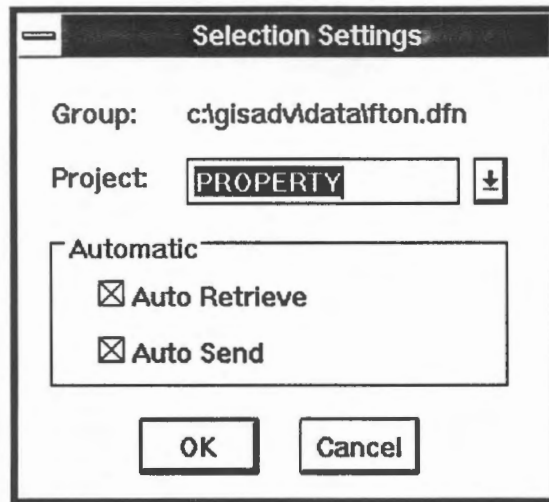 Selection Settings
Group: c:\gisadv\data\fton.dfn
Project: PROPERTY
Automatic
Auto Retrieve
Auto Send
OK Cancel